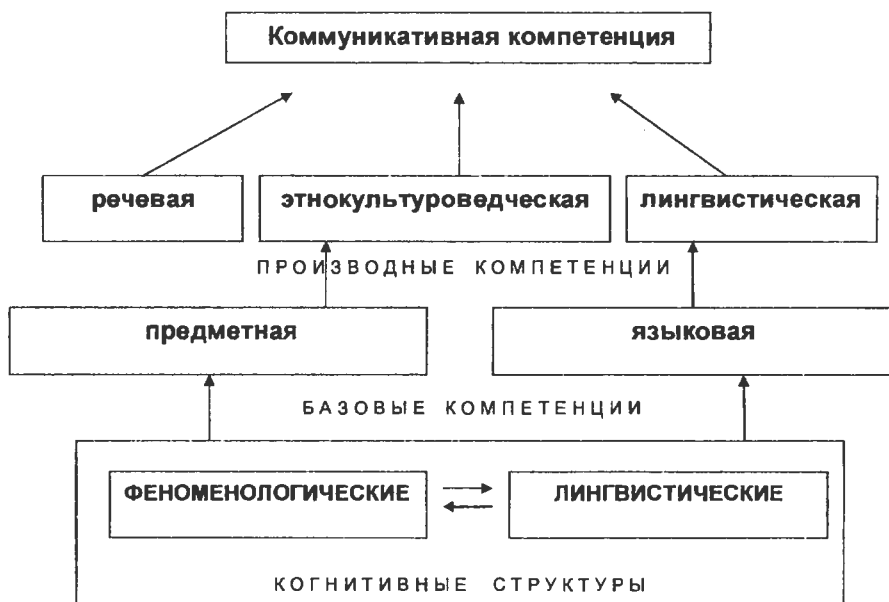 Коммуникативная компетенция
речевая этнокультуроведческая лингвистическая
ПРОИЗВОДНЫЕ КОМПЕТЕНЦИИ
предметная языковая
БАЗОВЫЕ КОМПЕТЕНЦИИ
ФЕНОМЕНОЛОГИЧЕСКИЕ ЛИНГВИСТИЧЕСКИЕ
КОГНИТИВНЫЕ СТРУКТУРЫ